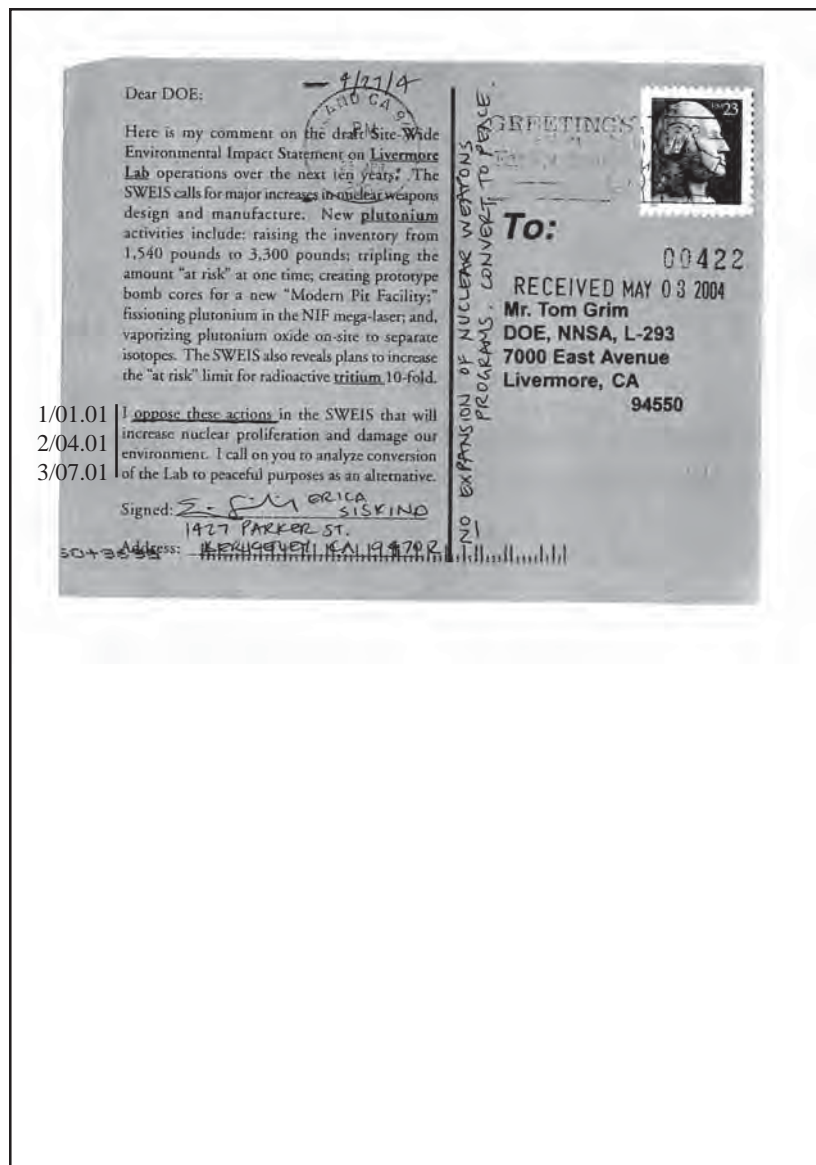 Dear DOE:
4/27/4
Here is my comment on the draft Site-Wide
Environmental Impact Statement on Livermore
Lab operations over the next ten years. The
SWEIS calls for major increases in nuclear weapons
design and manufacture. New plutonium
activities include: raising the inventory from
1,540 pounds to 3,300 pounds; tripling the
amount "at risk" at one time; creating prototype
bomb cores for a new "Modern Pit Facility;"
fissioning plutonium in the NIF mega-laser; and,
vaporizing plutonium oxide on-site to separate
isotopes. The SWEIS also reveals plans to increase
the "at risk" limit for radioactive tritium 10-fold.
1/01.01
2/04.01
3/07.01
I oppose these actions in the SWEIS that will
increase nuclear proliferation and damage our
environment. I call on you to analyze conversion
of the Lab to peaceful purposes as an alternative.
Signed: ERICA
SISKIND
1427 PARKER ST.
Address: BERKELEY CA 94702
NO EXPANSION OF NUCLEAR WEAPONS
PROGRAMS. CONVERT TO PEACE.
GREETINGS
23
To:
00422
RECEIVED MAY 03 2004
Mr. Tom Grim
DOE, NNSA, L-293
7000 East Avenue
Livermore, CA
94550